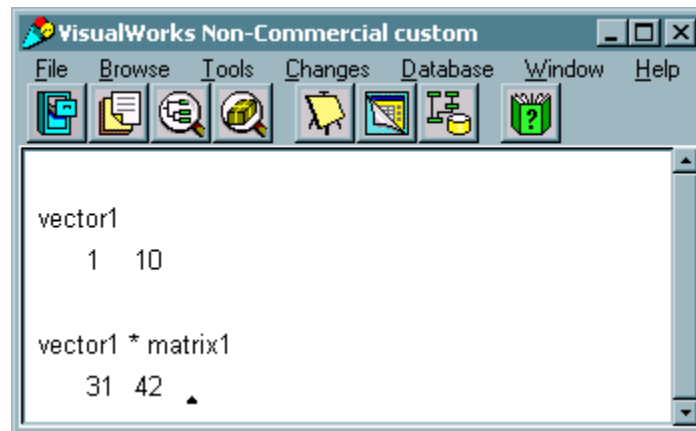 VisualWorks Non-Commercial custom
File Browse Tools Changes Database Window Help
?
vector1
1 10
vector1 * matrix1
31 42